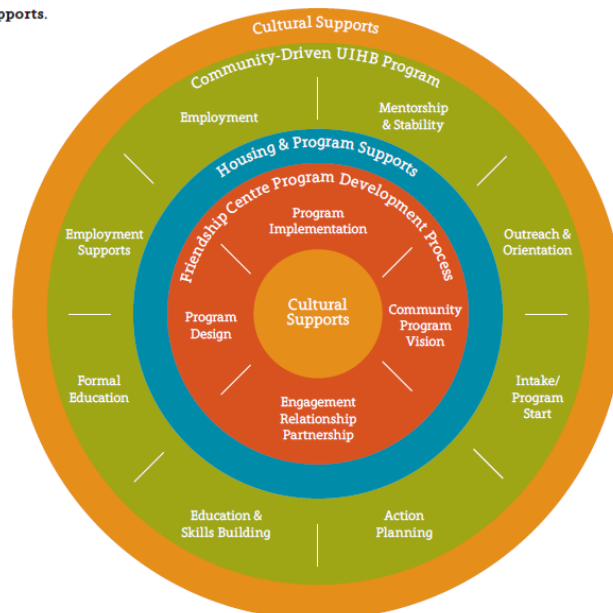 pports.
Cultural Supports
Community-Driven UIHB Program
Employment
Mentorship
& Stability
Housing & Program Supports
Friendship Centre Program Development Process
Program
Implementation
Employment
Supports
Outreach &
Orientation
Program
Design
Cultural
Supports
Community
Program
Vision
Formal
Education
Intake/
Program
Start
Engagement
Relationship
Partnership
Education &
Skills Building
Action
Planning